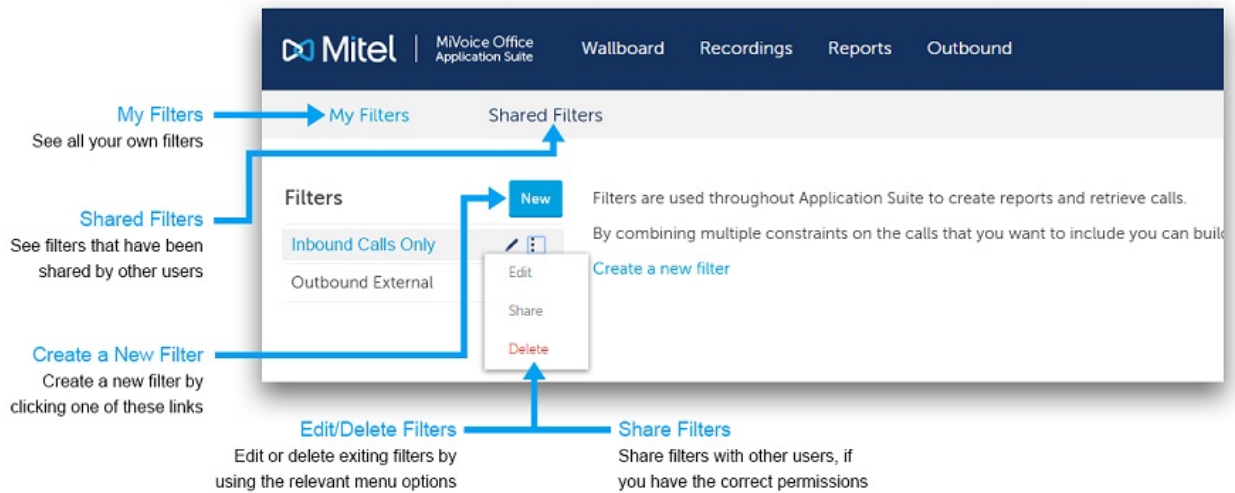 Mitel
MiVoice Office
Application Suite
Wallboard
Recordings
Reports
Outbound
My Filters
See all your own filters
My Filters
Shared Filters
Shared Filters
See filters that have been
shared by other users
Filters
New
Inbound Calls Only
Outbound External
Edit
Share
Delete
Filters are used throughout Application Suite to create reports and retrieve calls.
By combining multiple constraints on the calls that you want to include you can buil
Create a new filter
Create a New Filter
Create a new filter by
clicking one of these links
Edit/Delete Filters
Edit or delete exiting filters by
using the relevant menu options
Share Filters
Share filters with other users, if
you have the correct permissions